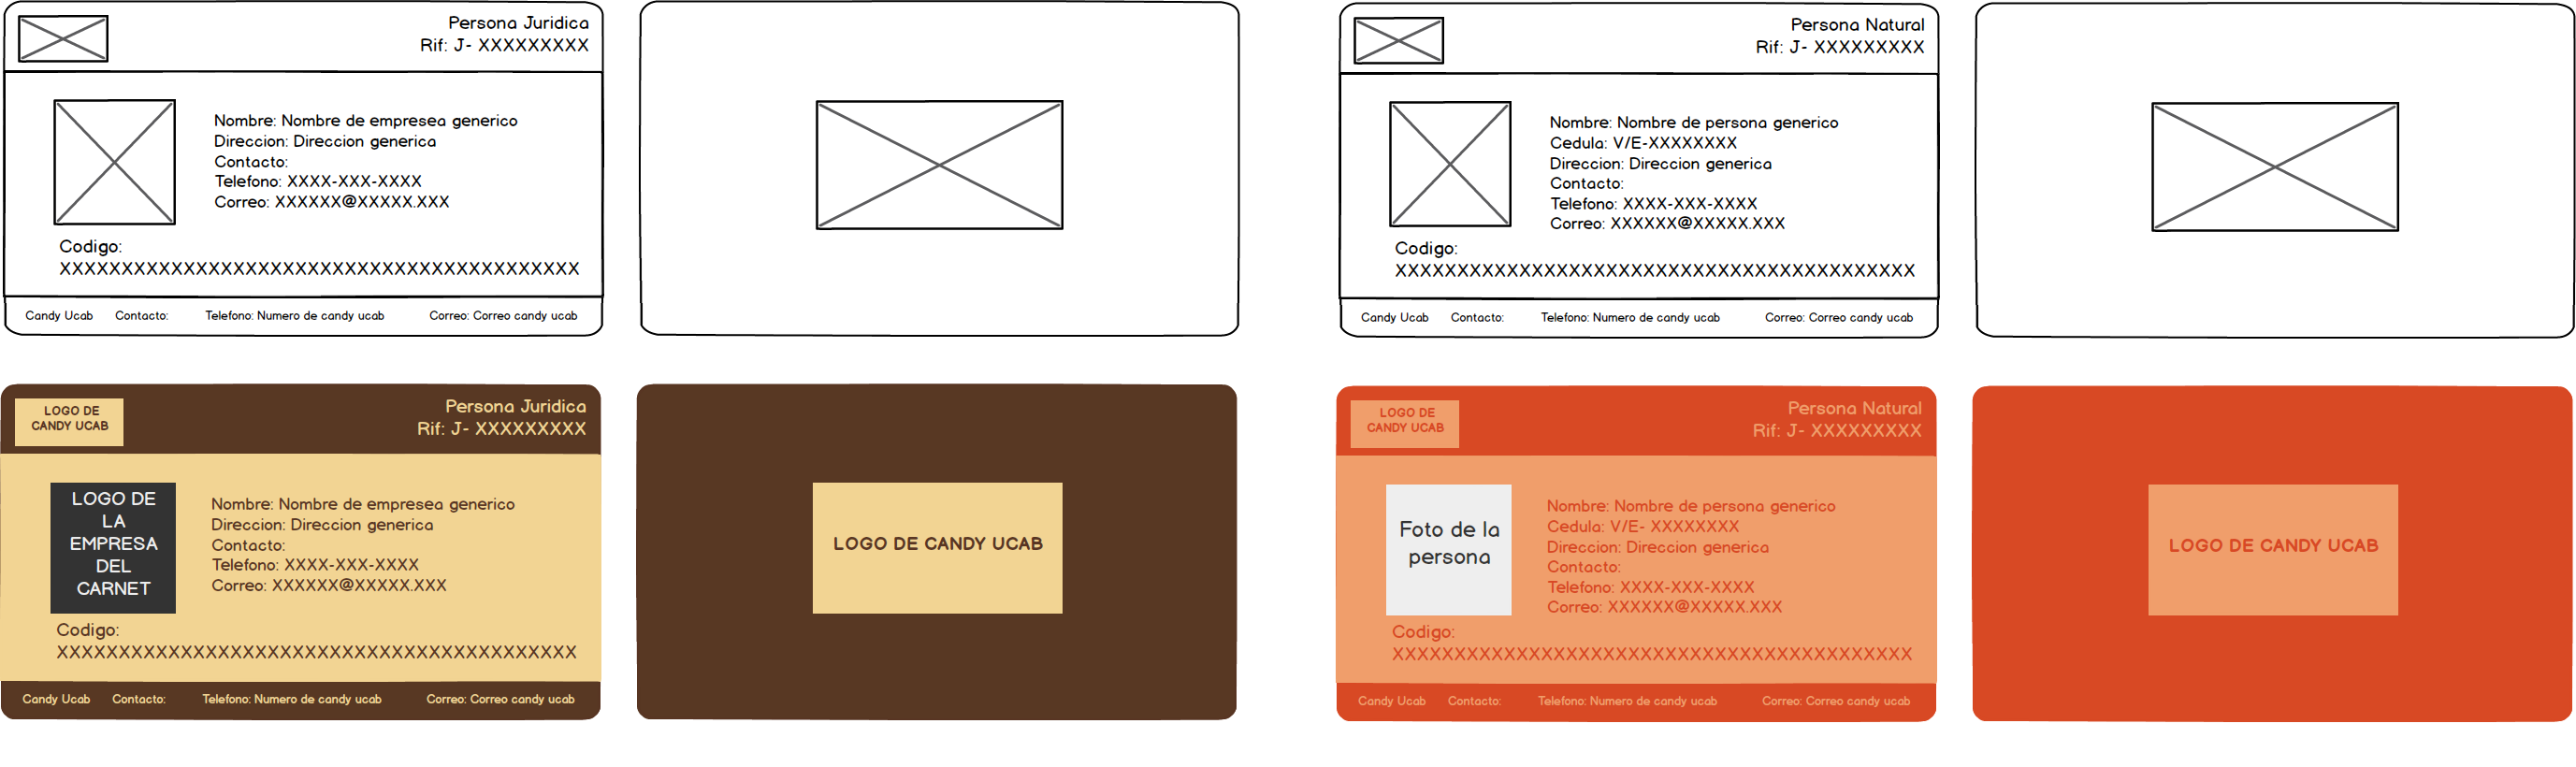 Persona Juridica
Rif: J- XXXXXXXXX
Nombre: Nombre de empresea generico
Direccion: Direccion generica
Contacto:
Telefono: XXXX-XXX-XXXX
Correo: XXXXXX@XXXXX.XXX
Codigo:
XXXXXXXXXXXXXXXXXXXXXXXXXXXXXXXXXXXXXXXXXX
Candy Ucab Contacto: Telefono: Numero de candy ucab Correo: Correo candy ucab
Persona Natural
Rif: J- XXXXXXXXX
Nombre: Nombre de persona generico
Cedula: V/E-XXXXXXXX
Direccion: Direccion generica
Contacto:
Telefono: XXXX-XXX-XXXX
Correo: XXXXXX@XXXXX.XXX
Codigo:
XXXXXXXXXXXXXXXXXXXXXXXXXXXXXXXXXXXXXXXXXX
Candy Ucab Contacto: Telefono: Numero de candy ucab Correo: Correo candy ucab
LOGO DE
CANDY UCAB
Persona Juridica
Rif: J- XXXXXXXXX
LOGO DE
LA
EMPRESA
DEL
CARNET
Nombre: Nombre de empresea generico
Direccion: Direccion generica
Contacto:
Telefono: XXXX-XXX-XXXX
Correo: XXXXXX@XXXXX.XXX
Codigo:
XXXXXXXXXXXXXXXXXXXXXXXXXXXXXXXXXXXXXXXXXX
Candy Ucab Contacto: Telefono: Numero de candy ucab Correo: Correo candy ucab
LOGO DE CANDY UCAB
LOGO DE
CANDY UCAB
Persona Natural
Rif: J- XXXXXXXXX
Foto de la
persona
Nombre: Nombre de persona generico
Cedula: V/E- XXXXXXXX
Direccion: Direccion generica
Contacto:
Telefono: XXXX-XXX-XXXX
Correo: XXXXXX@XXXXX.XXX
Codigo:
XXXXXXXXXXXXXXXXXXXXXXXXXXXXXXXXXXXXXXXXXX
Candy Ucab Contacto: Telefono: Numero de candy ucab Correo: Correo candy ucab
LOGO DE CANDY UCAB